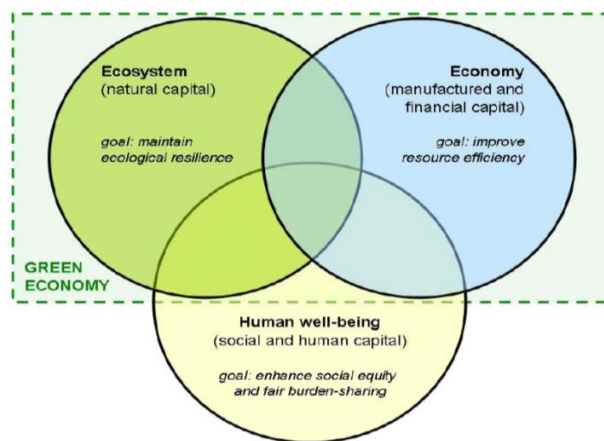 Ecosystem
(natural capital)
goal: maintain
ecological resilience
Economy
(manufactured and
financial capital)
goal: improve
resource efficiency
GREEN
ECONOMY
Human well-being
(social and human capital)
goal: enhance social equity
and fair burden-sharing